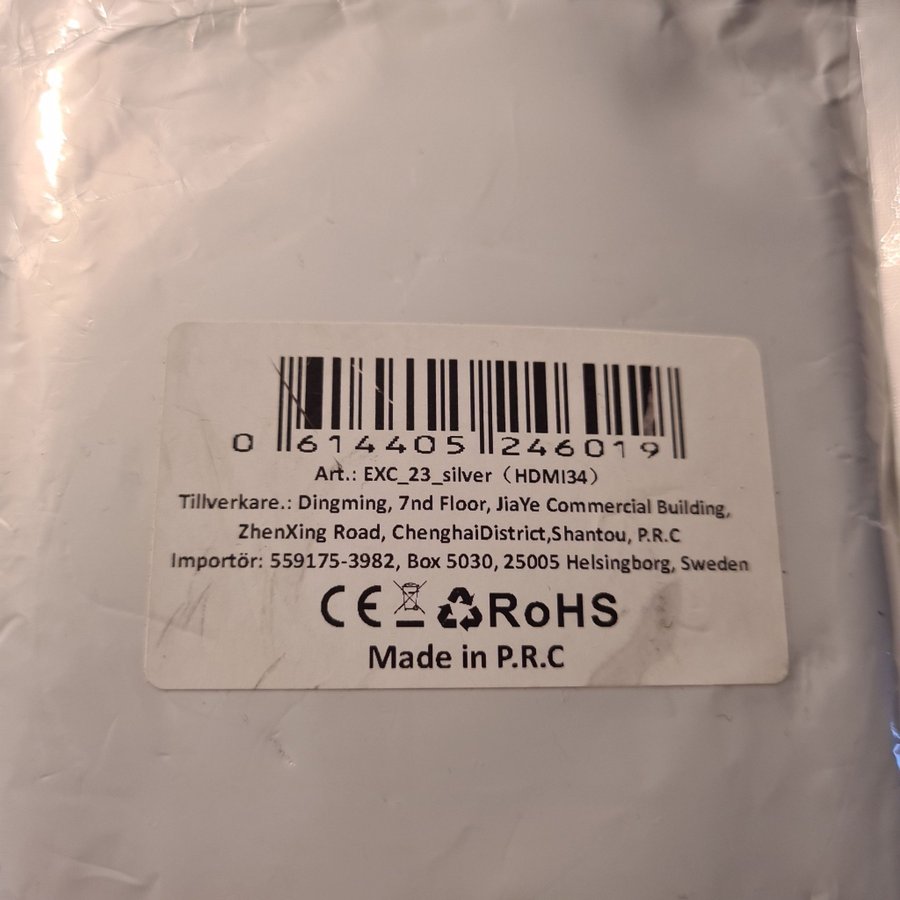 0 614405 246019
Art.: EXC_23_silver（HDMI34）
Tillverkare.: Dingming, 7nd Floor, JiaYe Commercial Building,
ZhenXing Road, ChenghaiDistrict,Shantou, P.R.C
Importör: 559175-3982, Box 5030, 25005 Helsingborg, Sweden
CE RoHS
Made in P.R.C